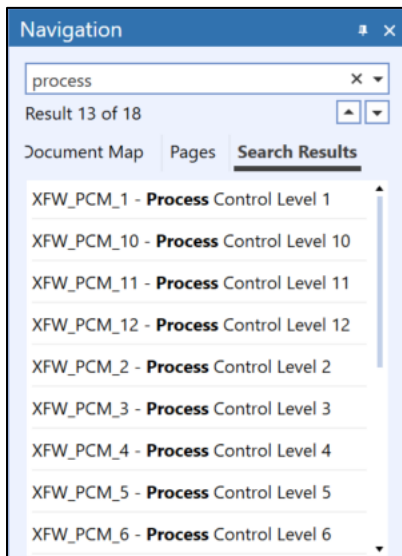 Navigation
process
Result 13 of 18
Document Map Pages Search Results
XFW_PCM_1 - Process Control Level 1
XFW_PCM_10 - Process Control Level 10
XFW_PCM_11 - Process Control Level 11
XFW_PCM_12 - Process Control Level 12
XFW_PCM_2 - Process Control Level 2
XFW_PCM_3 - Process Control Level 3
XFW_PCM_4 - Process Control Level 4
XFW_PCM_5 - Process Control Level 5
XFW_PCM_6 - Process Control Level 6